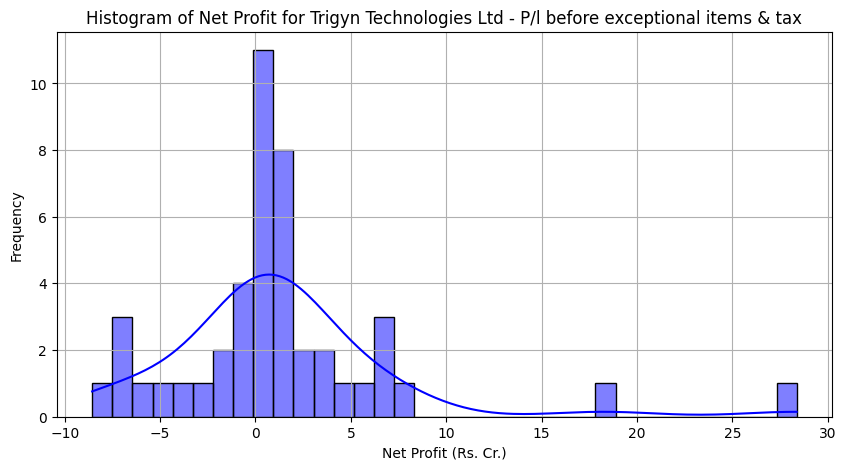 Histogram of Net Profit for Trigyn Technologies Ltd - P/l before exceptional items & tax
10
8
6
4
2
0
Frequency
−10 −5 0 5 10 15 20 25 30
Net Profit (Rs. Cr.)